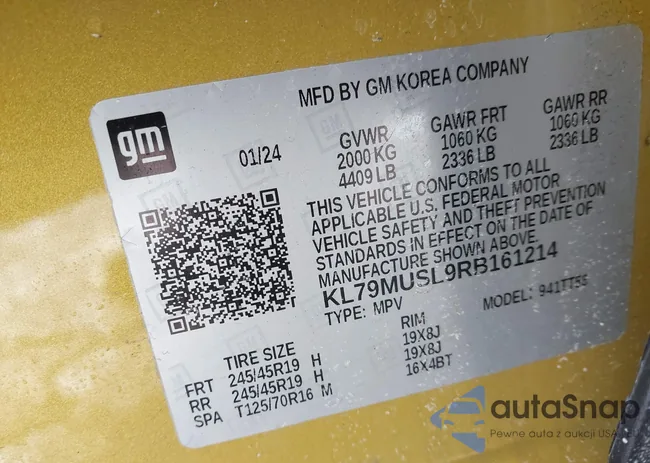 MFD BY GM KOREA COMPANY
gm
01/24
GVWR GAWR FRT GAWR RR
2000 KG 1060 KG 1060 KG
4409 LB 2336 LB 2336 LB
THIS VEHICLE CONFORMS TO ALL
APPLICABLE U.S. FEDERAL MOTOR
VEHICLE SAFETY AND THEFT PREVENTION
STANDARDS IN EFFECT ON THE DATE OF
MANUFACTURE SHOWN ABOVE
KL79MUSL9RB161214
TYPE: MPV MODEL: 941TT56
TIRE SIZE RIM
FRT 245/45R19 H 19X8J
RR 245/45R19 H 19X8J
SPA T125/70R16 M 16X4BT
autaSnap
Pewne auta z aukcji USA